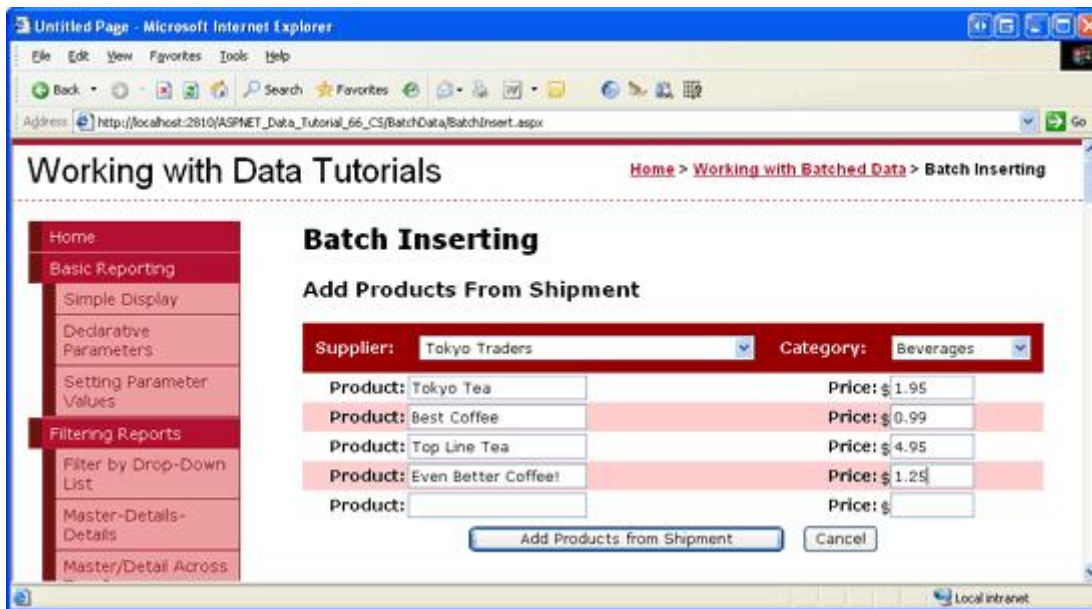 Untitled Page - Microsoft Internet Explorer
File Edit View Favorites Tools Help
Back Search Favorites
Address http://localhost:2810/ASPNET_Data_Tutorial_66_CS/BatchData/BatchInsert.aspx Go
Working with Data Tutorials
Home > Working with Batched Data > Batch Inserting
Home
Basic Reporting
Simple Display
Declarative
Parameters
Setting Parameter
Values
Filtering Reports
Filter by Drop-Down
List
Master-Details-
Details
Master/Detail Across
Batch Inserting
Add Products From Shipment
Supplier: Tokyo Traders Category: Beverages
Product: Tokyo Tea Price: $ 1.95
Product: Best Coffee Price: $ 0.99
Product: Top Line Tea Price: $ 4.95
Product: Even Better Coffee! Price: $ 1.25
Product: Price: $
Add Products from Shipment Cancel
Local intranet